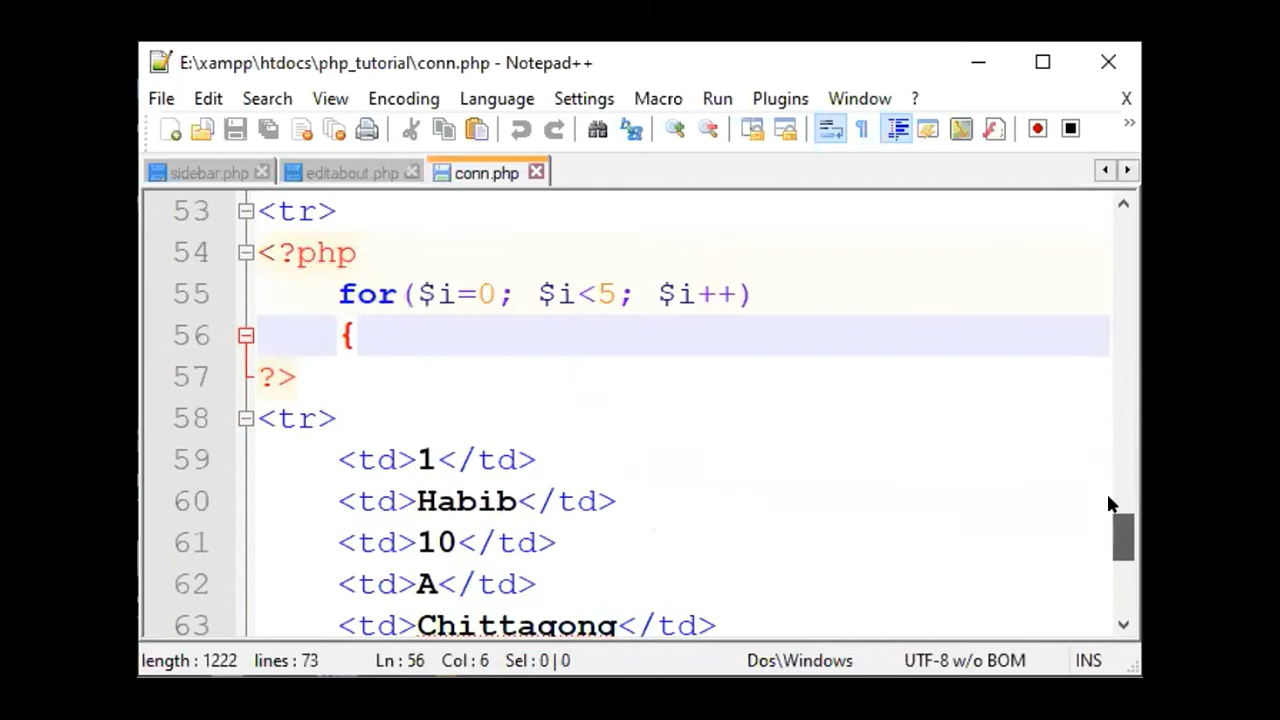 E:\xampp\htdocs\php_tutorial\conn.php - Notepad++
File Edit Search View Encoding Language Settings Macro Run Plugins Window ? X
sidebar.php editabout.php conn.php
53 <tr>
54 <?php
55 for($i=0; $i<5; $i++)
56 {
57 ?>
58 <tr>
59 <td>1</td>
60 <td>Habib</td>
61 <td>10</td>
62 <td>A</td>
63 <td>Chittagong</td>
length : 1222 lines : 73 Ln : 56 Col : 6 Sel : 0 | 0 Dos\Windows UTF-8 w/o BOM INS